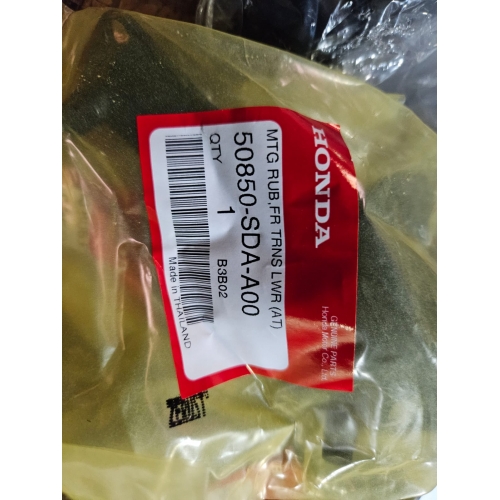 HONDA
GENUINE PARTS
Honda Motor Co., Ltd.
MTG RUB,FR TRNS LWR (AT)
50850-SDA-A00
QTY 1 B3B02
Made in THAILAND